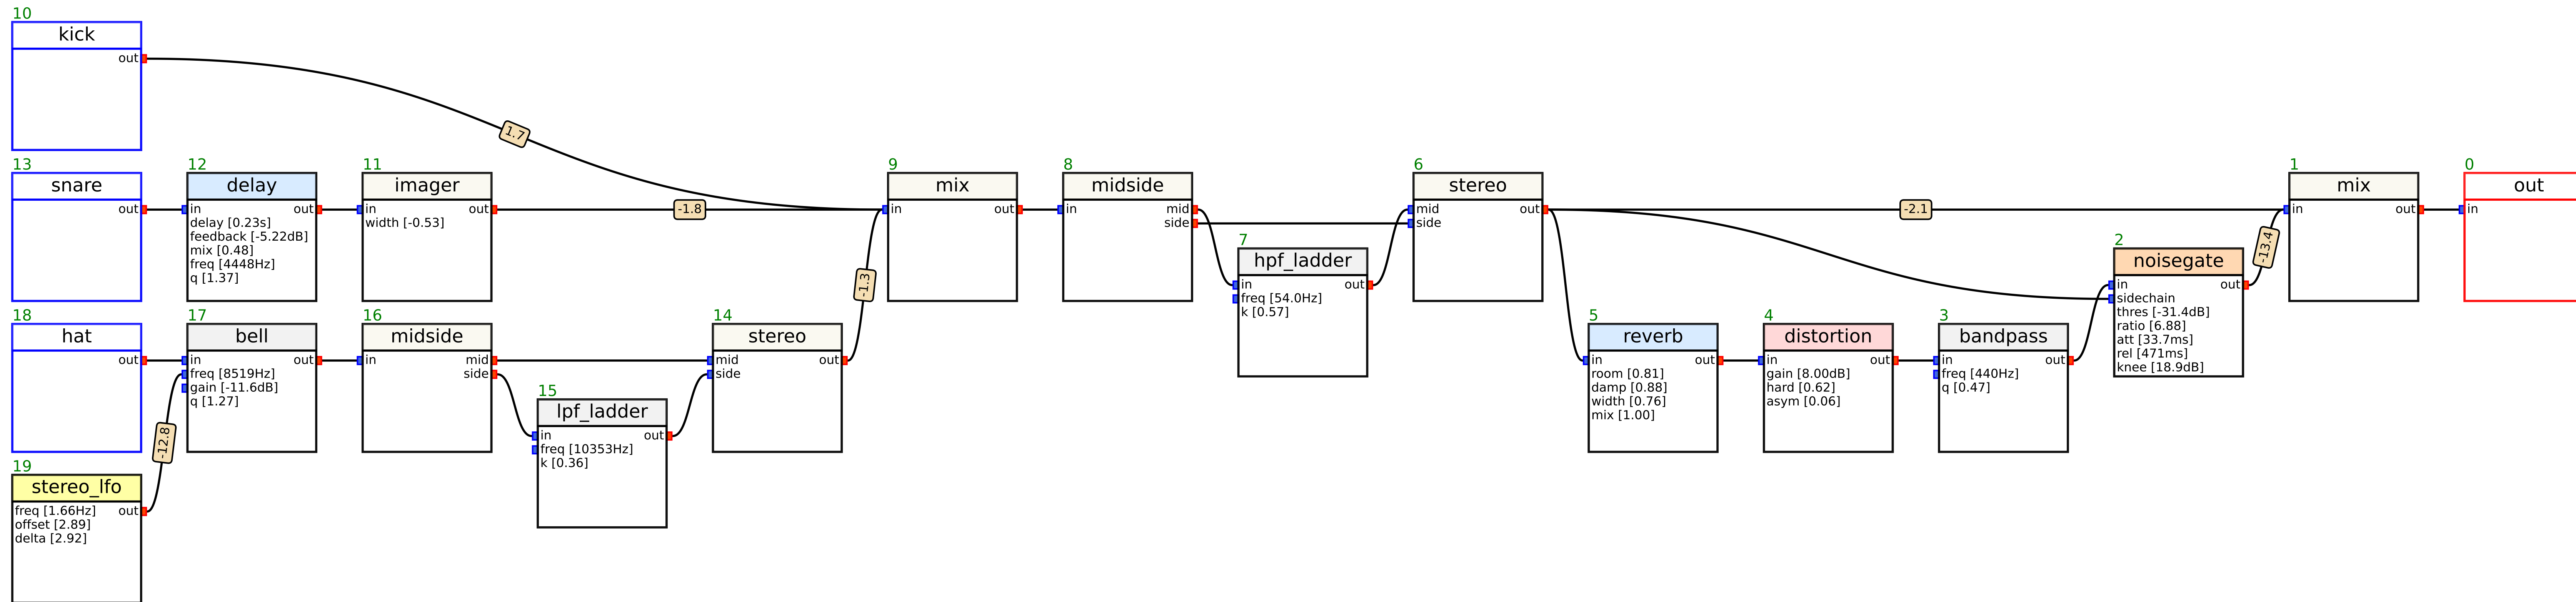 10
kick
out
1.7
13
snare
out
12
delay
in out
delay [0.23s]
feedback [-5.22dB]
mix [0.48]
freq [4448Hz]
q [1.37]
11
imager
in out
width [-0.53]
-1.8
18
hat
out
17
bell
in out
freq [8519Hz]
gain [-11.6dB]
q [1.27]
-12.8
19
stereo_lfo
freq [1.66Hz] out
offset [2.89]
delta [2.92]
16
midside
in mid
side
15
lpf_ladder
in out
freq [10353Hz]
k [0.36]
14
stereo
mid out
side
-1.3
9
mix
in out
8
midside
in mid
side
7
hpf_ladder
in out
freq [54.0Hz]
k [0.57]
6
stereo
mid out
side
-2.1
5
reverb
in out
room [0.81]
damp [0.88]
width [0.76]
mix [1.00]
4
distortion
in out
gain [8.00dB]
hard [0.62]
asym [0.06]
3
bandpass
in out
freq [440Hz]
q [0.47]
2
noisegate
in out
sidechain
thres [-31.4dB]
ratio [6.88]
att [33.7ms]
rel [471ms]
knee [18.9dB]
-13.4
1
mix
in out
0
out
in